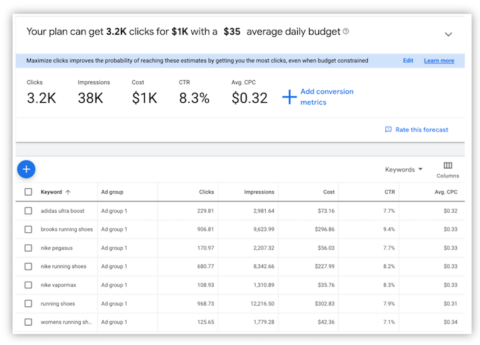 Your plan can get 3.2K clicks for $1K with a $35 average daily budget
Maximize clicks improves the probability of reaching these estimates by getting you the most clicks, even when budget constrained Edit Learn more
Clicks Impressions Cost CTR Avg. CPC
3.2K 38K $1K 8.3% $0.32 + Add conversion metrics
Rate this forecast
+ Keywords Columns
Keyword ↑ Ad group Clicks Impressions Cost CTR Avg. CPC
adidas ultra boost Ad group 1 229.81 2,981.64 $73.16 7.7% $0.32
brooks running shoes Ad group 1 906.81 9,623.99 $296.86 9.4% $0.33
nike pegasus Ad group 1 170.97 2,207.32 $56.03 7.7% $0.33
nike running shoes Ad group 1 680.77 8,342.66 $227.99 8.2% $0.33
nike vapormax Ad group 1 108.93 1,310.89 $35.76 8.3% $0.33
running shoes Ad group 1 968.73 12,216.50 $302.83 7.9% $0.31
womens running sh... Ad group 1 125.65 1,779.28 $42.36 7.1% $0.34